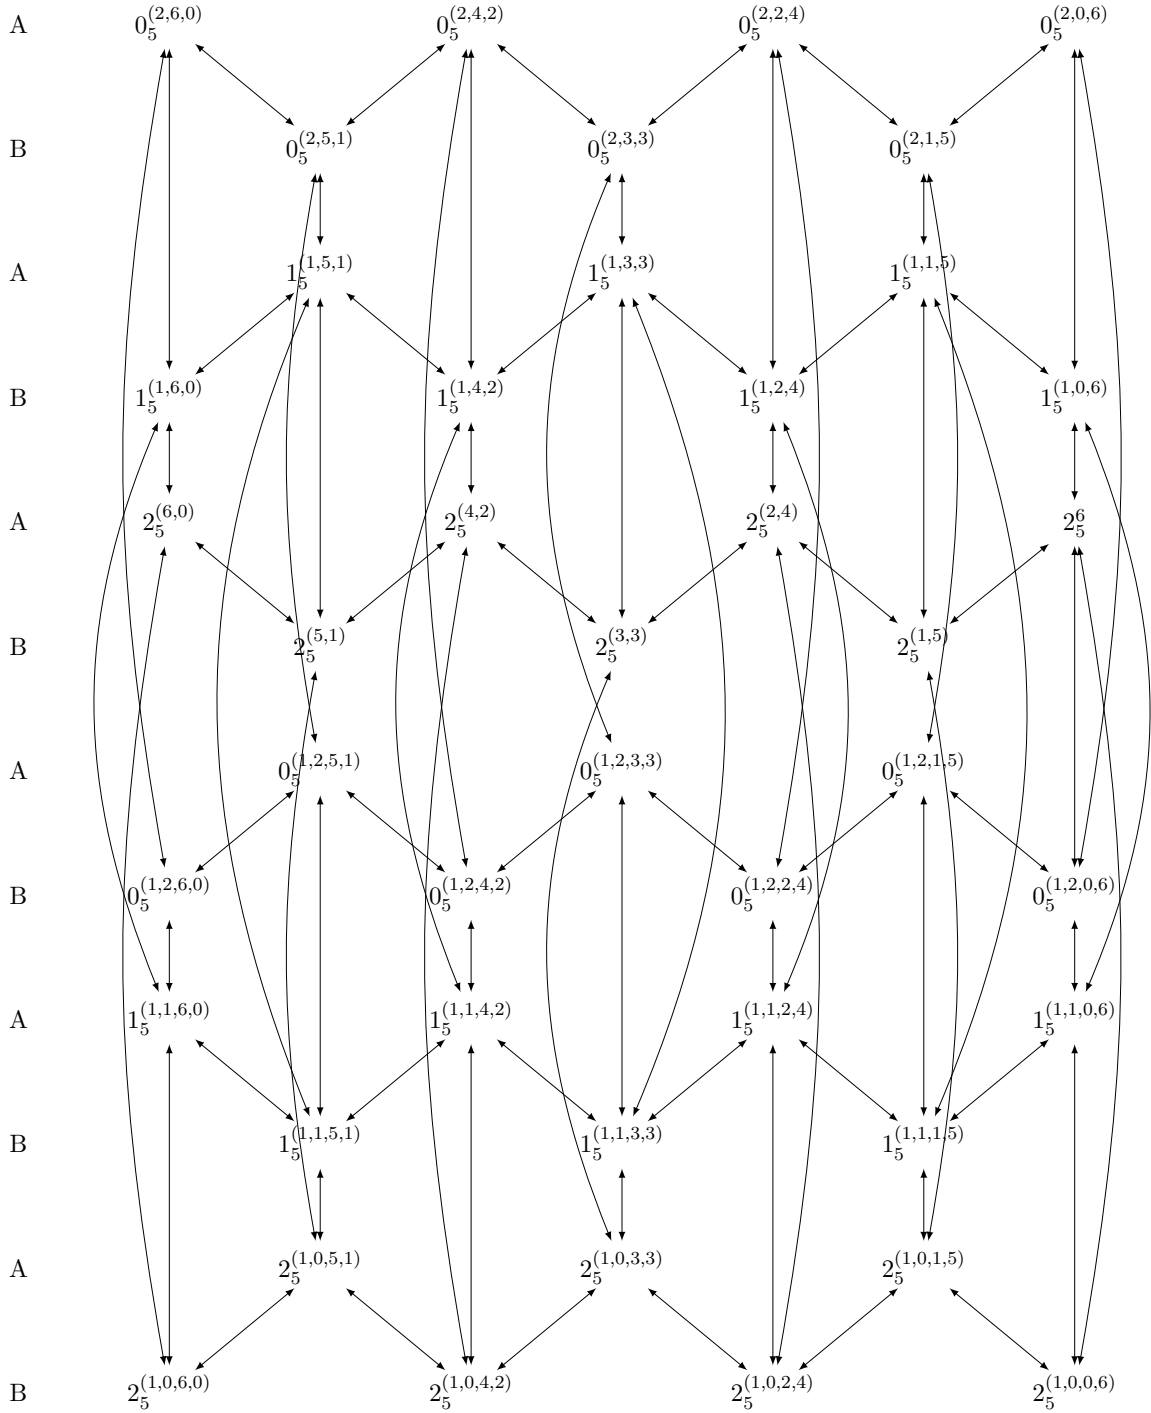 A 0_5^{(2,6,0)} 0_5^{(2,4,2)} 0_5^{(2,2,4)} 0_5^{(2,0,6)}
B 0_5^{(2,5,1)} 0_5^{(2,3,3)} 0_5^{(2,1,5)}
A 1_5^{(1,5,1)} 1_5^{(1,3,3)} 1_5^{(1,1,5)}
B 1_5^{(1,6,0)} 1_5^{(1,4,2)} 1_5^{(1,2,4)} 1_5^{(1,0,6)}
A 2_5^{(6,0)} 2_5^{(4,2)} 2_5^{(2,4)} 2_5^{6}
B 2_5^{(5,1)} 2_5^{(3,3)} 2_5^{(1,5)}
A 0_5^{(1,2,5,1)} 0_5^{(1,2,3,3)} 0_5^{(1,2,1,5)}
B 0_5^{(1,2,6,0)} 0_5^{(1,2,4,2)} 0_5^{(1,2,2,4)} 0_5^{(1,2,0,6)}
A 1_5^{(1,1,6,0)} 1_5^{(1,1,4,2)} 1_5^{(1,1,2,4)} 1_5^{(1,1,0,6)}
B 1_5^{(1,1,5,1)} 1_5^{(1,1,3,3)} 1_5^{(1,1,1,5)}
A 2_5^{(1,0,5,1)} 2_5^{(1,0,3,3)} 2_5^{(1,0,1,5)}
B 2_5^{(1,0,6,0)} 2_5^{(1,0,4,2)} 2_5^{(1,0,2,4)} 2_5^{(1,0,0,6)}